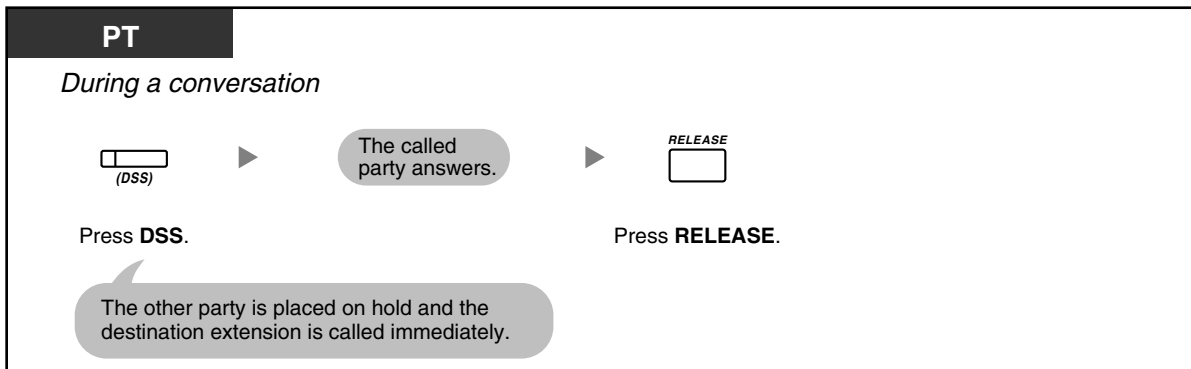 PT
During a conversation
(DSS)
The called
party answers.
RELEASE
Press DSS.
Press RELEASE.
The other party is placed on hold and the
destination extension is called immediately.